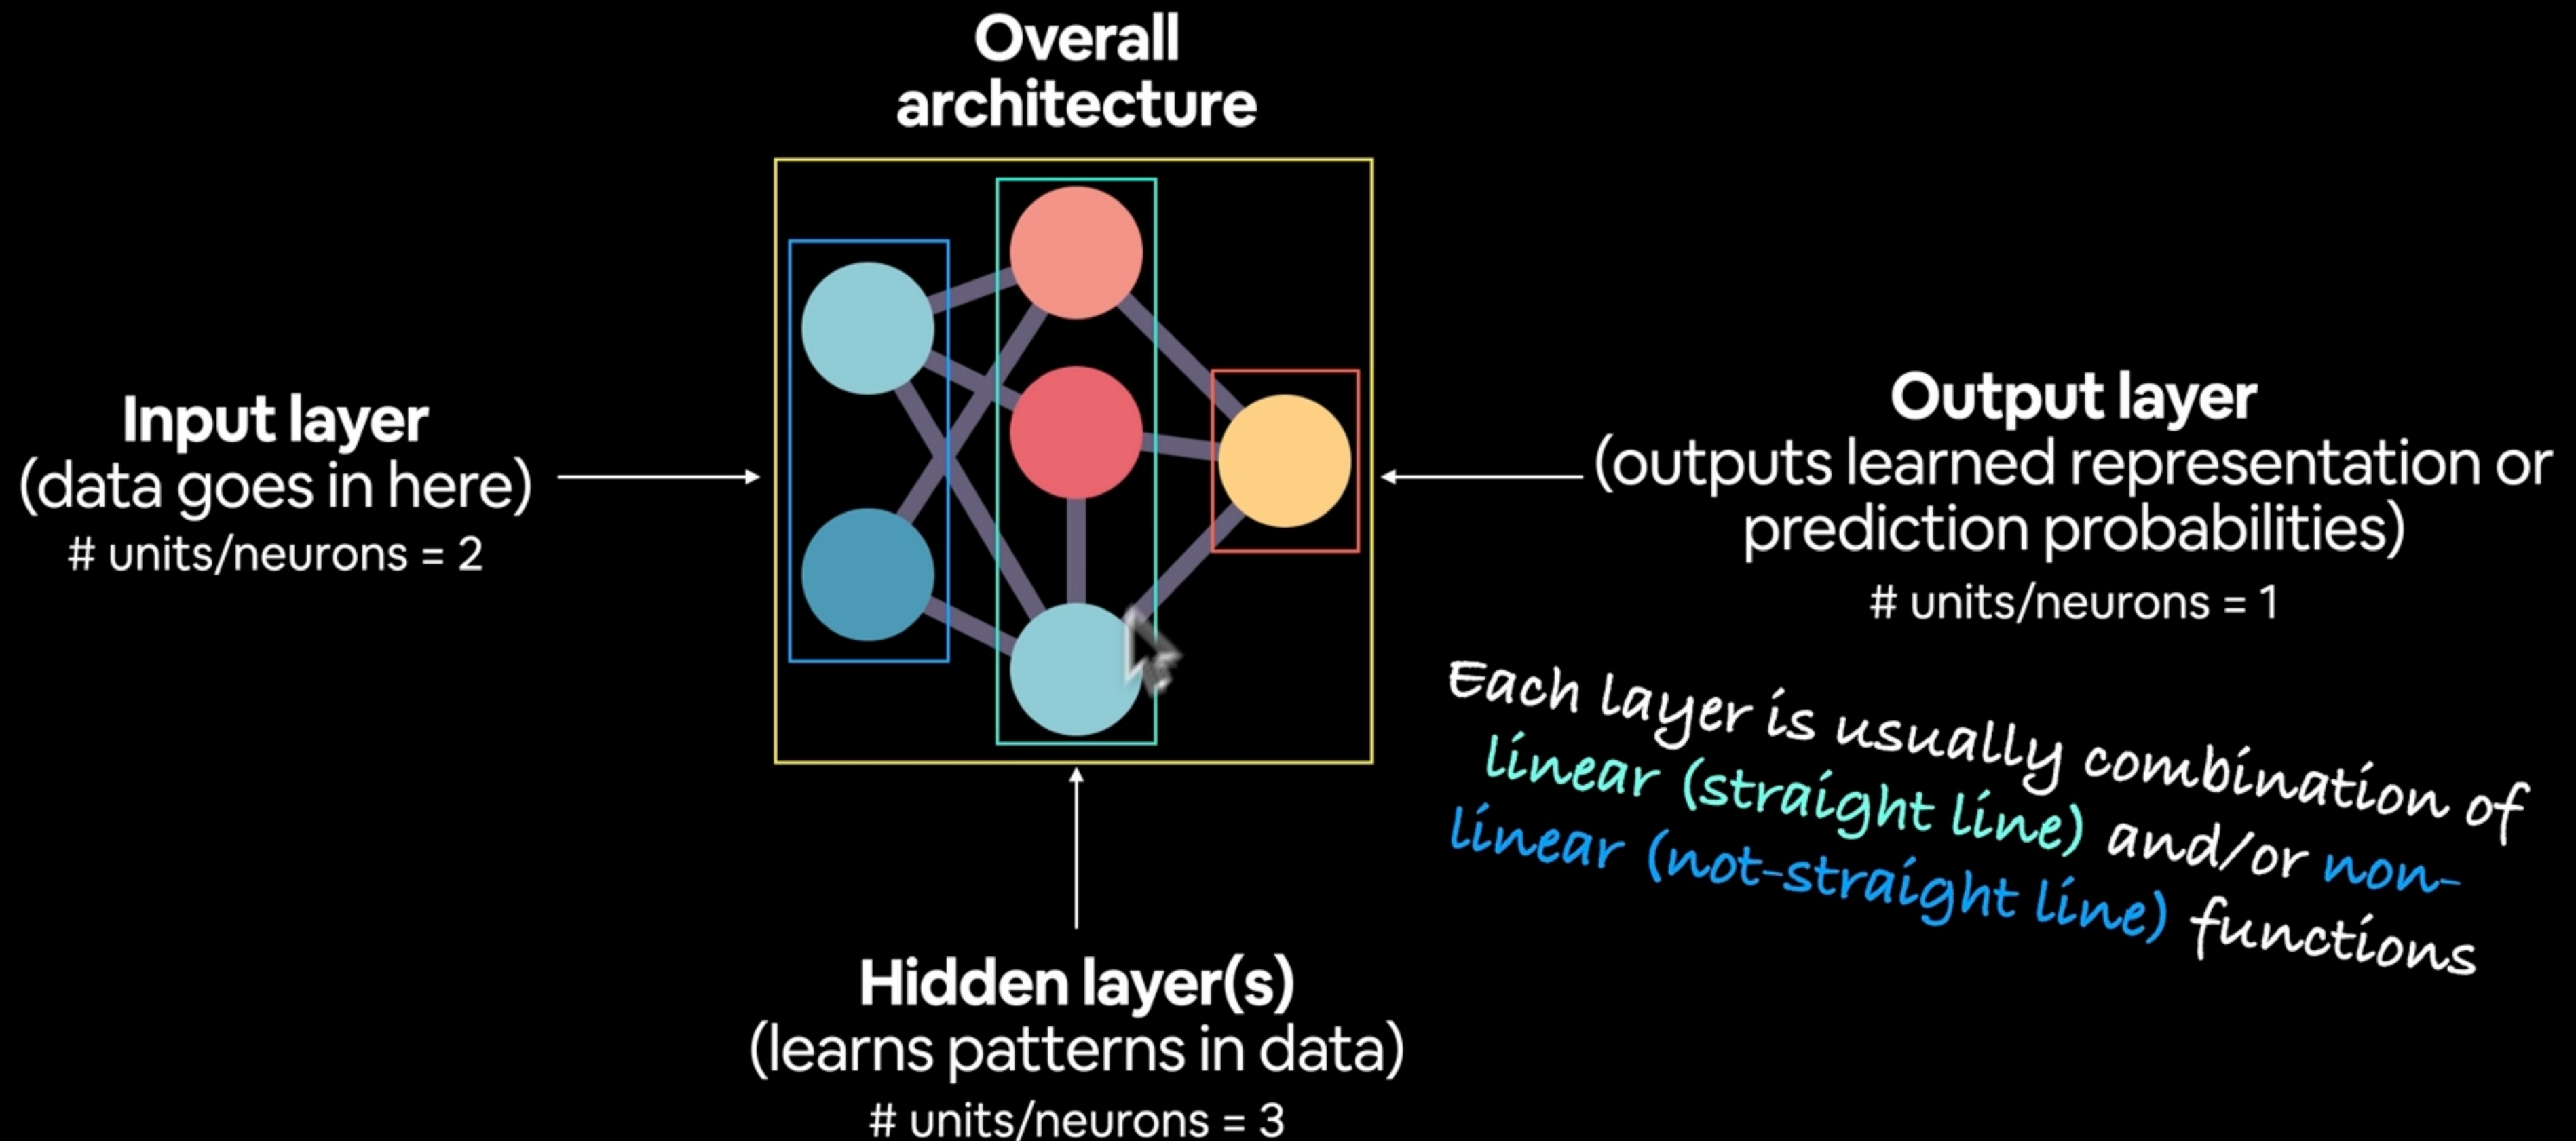 Overall
architecture
Input layer
(data goes in here)
# units/neurons = 2
Output layer
(outputs learned representation or
prediction probabilities)
# units/neurons = 1
Each layer is usually combination of
linear (straight line) and/or non-
linear (not-straight line) functions
Hidden layer(s)
(learns patterns in data)
# units/neurons = 3